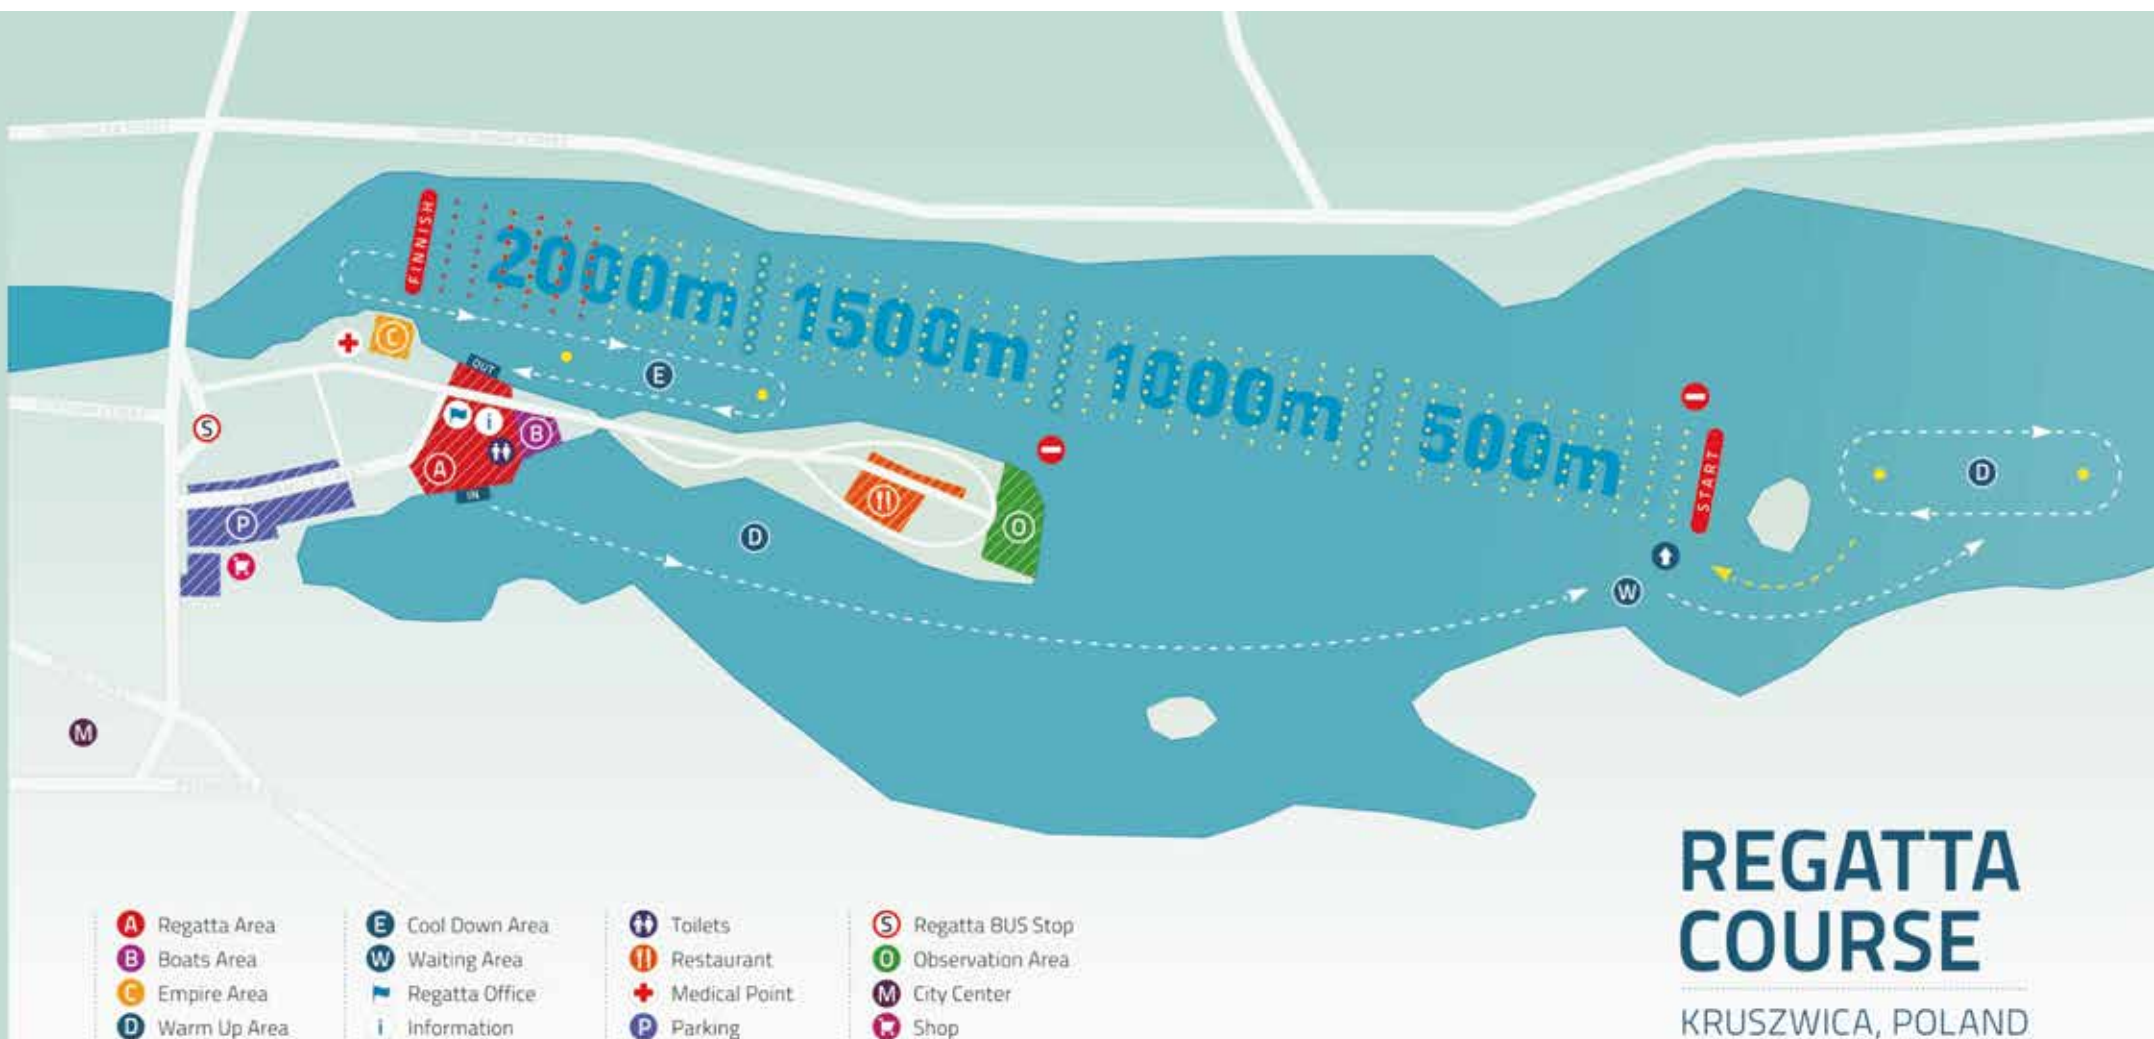 FINNISH
2000m
1500m
1000m
500m
START
C
OUT
E
S
i
B
A
IN
P
D
O
D
W
M
REGATTA
COURSE
KRUSZWICA, POLAND
A Regatta Area
B Boats Area
C Empire Area
D Warm Up Area
E Cool Down Area
W Waiting Area
Regatta Office
i Information
Toilets
Restaurant
Medical Point
P Parking
S Regatta BUS Stop
O Observation Area
M City Center
Shop